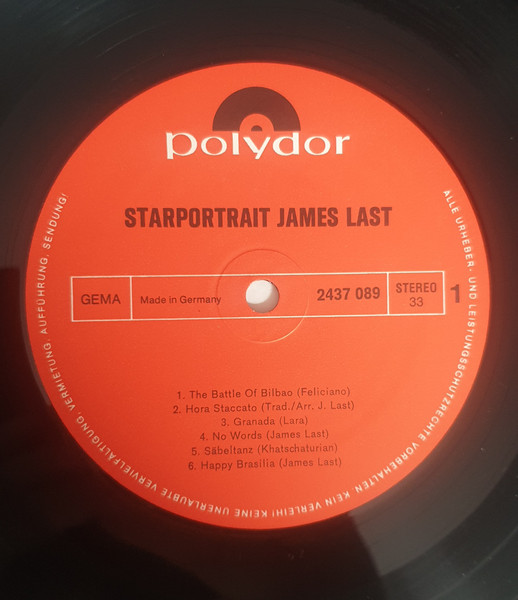 polydor
STARPORTRAIT JAMES LAST
GEMA
Made in Germany
2437 089
STEREO
33
1
1. The Battle Of Bilbao (Feliciano)
2. Hora Staccato (Trad./Arr. J. Last)
3. Granada (Lara)
4. No Words (James Last)
5. Säbeltanz (Khatschaturian)
6. Happy Brasilia (James Last)
ALLE URHEBER- UND LEISTUNGSSCHUTZRECHTE VORBEHALTEN KEIN VERLEIH! KEINE UNERLAUBTE VERVIELFÄLTIGUNG, VERMIETUNG, AUFFÜHRUNG, SENDUNG!